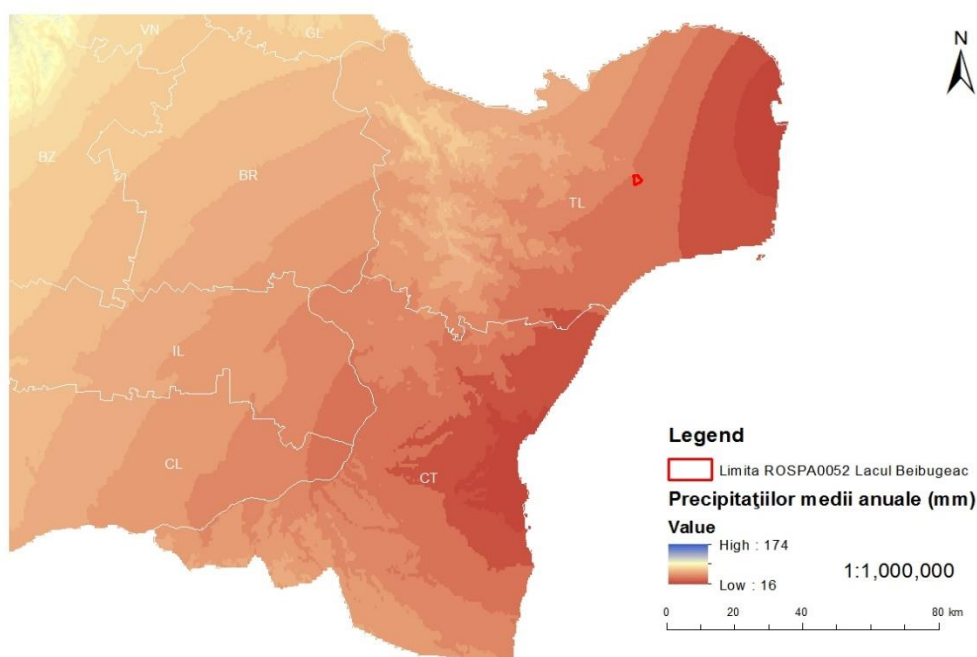 VN
GL
N
BZ
BR
TL
IL
CL
CT
Legend
Limita ROSPA0052 Lacul Beibugeac
Precipitaţiilor medii anuale (mm)
Value
High : 174
Low : 16
1:1,000,000
0 20 40 80 km